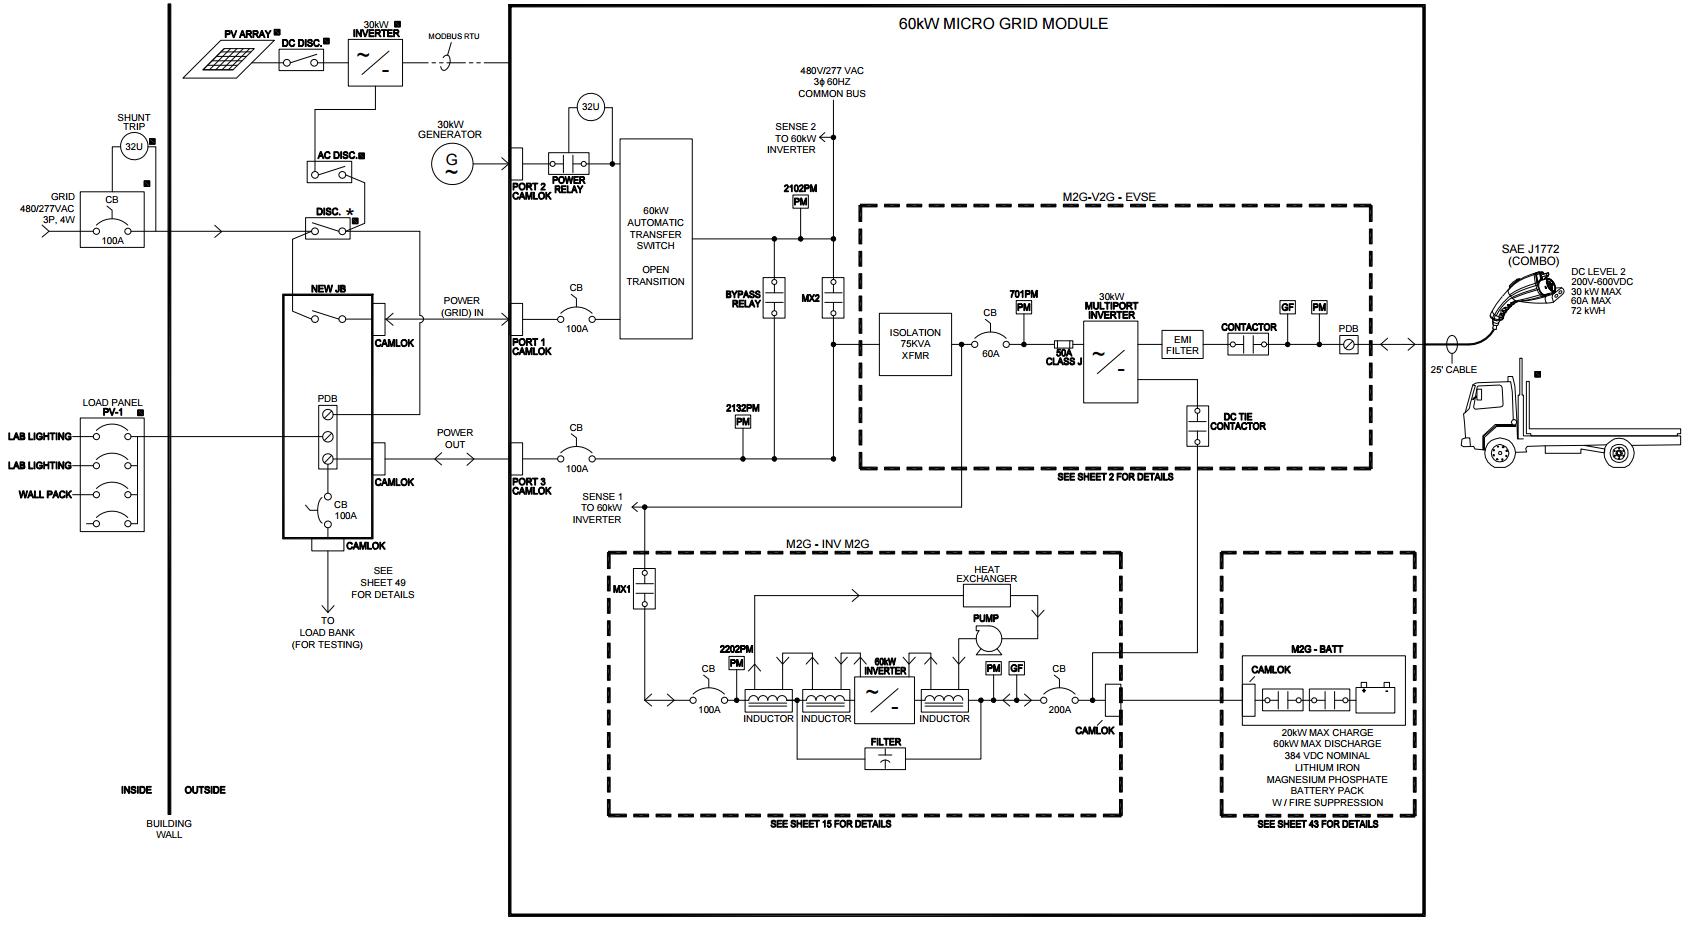 60kW MICRO GRID MODULE
PV ARRAY
DC DISC.
30kW
INVERTER
MODBUS RTU
SHUNT
TRIP
32U
CB
100A
GRID
480/277VAC
3P, 4W
AC DISC.
DISC. *
30kW
GENERATOR
G
~
PORT 2
CAMLOK
32U
POWER
RELAY
60kW
AUTOMATIC
TRANSFER
SWITCH
OPEN
TRANSITION
480V/277 VAC
3ϕ 60HZ
COMMON BUS
SENSE 2
TO 60kW
INVERTER
2102PM
PM
BYPASS
RELAY
MX2
NEW JB
CAMLOK
POWER
(GRID) IN
PORT 1
CAMLOK
CB
100A
PDB
LOAD PANEL
PV-1
LAB LIGHTING
LAB LIGHTING
WALL PACK
CAMLOK
POWER
OUT
PORT 3
CAMLOK
CB
100A
2132PM
PM
CB
100A
CAMLOK
SEE
SHEET 49
FOR DETAILS
TO
LOAD BANK
(FOR TESTING)
INSIDE
OUTSIDE
BUILDING
WALL
M2G-V2G - EVSE
ISOLATION
75KVA
XFMR
CB
60A
701PM
PM
50A
CLASS J
30kW
MULTIPORT
INVERTER
~
-
EMI
FILTER
CONTACTOR
GF
PM
PDB
DC TIE
CONTACTOR
SEE SHEET 2 FOR DETAILS
SAE J1772
(COMBO)
DC LEVEL 2
200V-600VDC
30 kW MAX
60A MAX
72 kWH
25' CABLE
SENSE 1
TO 60kW
INVERTER
M2G - INV M2G
MX1
HEAT
EXCHANGER
PUMP
2202PM
PM
CB
100A
INDUCTOR
INDUCTOR
60kW
INVERTER
~
-
INDUCTOR
PM
GF
CB
200A
CAMLOK
FILTER
SEE SHEET 15 FOR DETAILS
M2G - BATT
CAMLOK
+ -
20kW MAX CHARGE
60kW MAX DISCHARGE
384 VDC NOMINAL
LITHIUM IRON
MAGNESIUM PHOSPHATE
BATTERY PACK
W / FIRE SUPPRESSION
SEE SHEET 43 FOR DETAILS